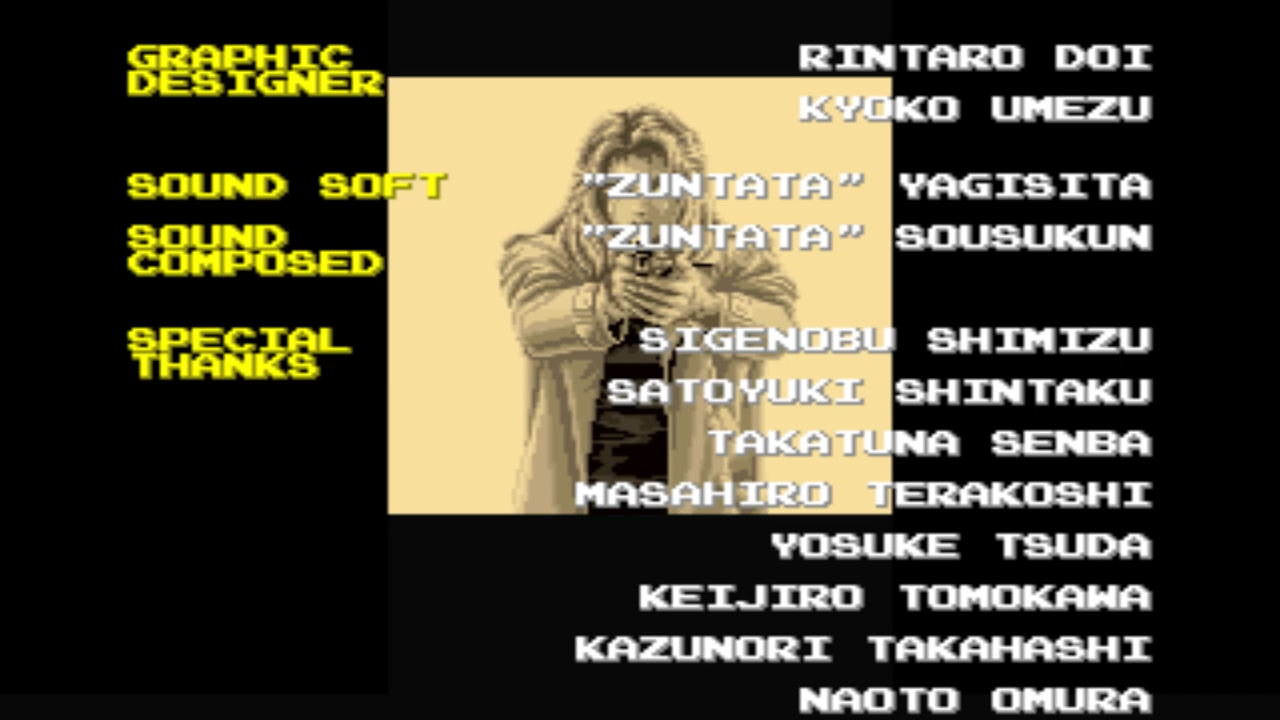 GRAPHIC
DESIGNER
RINTARO DOI
KYOKO UMEZU
SOUND SOFT
"ZUNTATA" YAGISITA
SOUND
COMPOSED
"ZUNTATA" SOUSUKUN
SPECIAL
THANKS
SIGENOBU SHIMIZU
SATOYUKI SHINTAKU
TAKATUNA SENBA
MASAHIRO TERAKOSHI
YOSUKE TSUDA
KEIJIRO TOMOKAWA
KAZUNORI TAKAHASHI
NAOTO OMURA